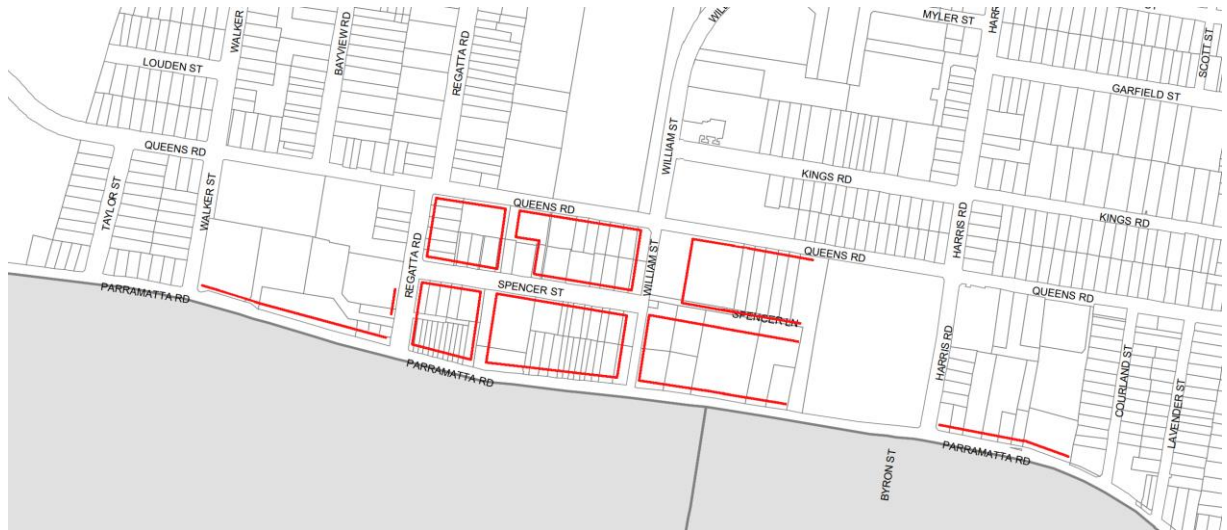 MYLER ST
WALKER
BAYVIEW RD
REGATTA RD
SCOTT ST
LOUDEN ST
GARFIELD ST
QUEENS RD
WILLIAM ST
KINGS RD
TAYLOR ST
WALKER ST
QUEENS RD
HARRIS RD
KINGS RD
REGATTA RD
WILLIAM ST
QUEENS RD
SPENCER ST
PARRAMATTA RD
QUEENS RD
SPENCER LN
HARRIS RD
PARRAMATTA RD
COURLAND ST
LAVENDER ST
PARRAMATTA RD
BYRON ST